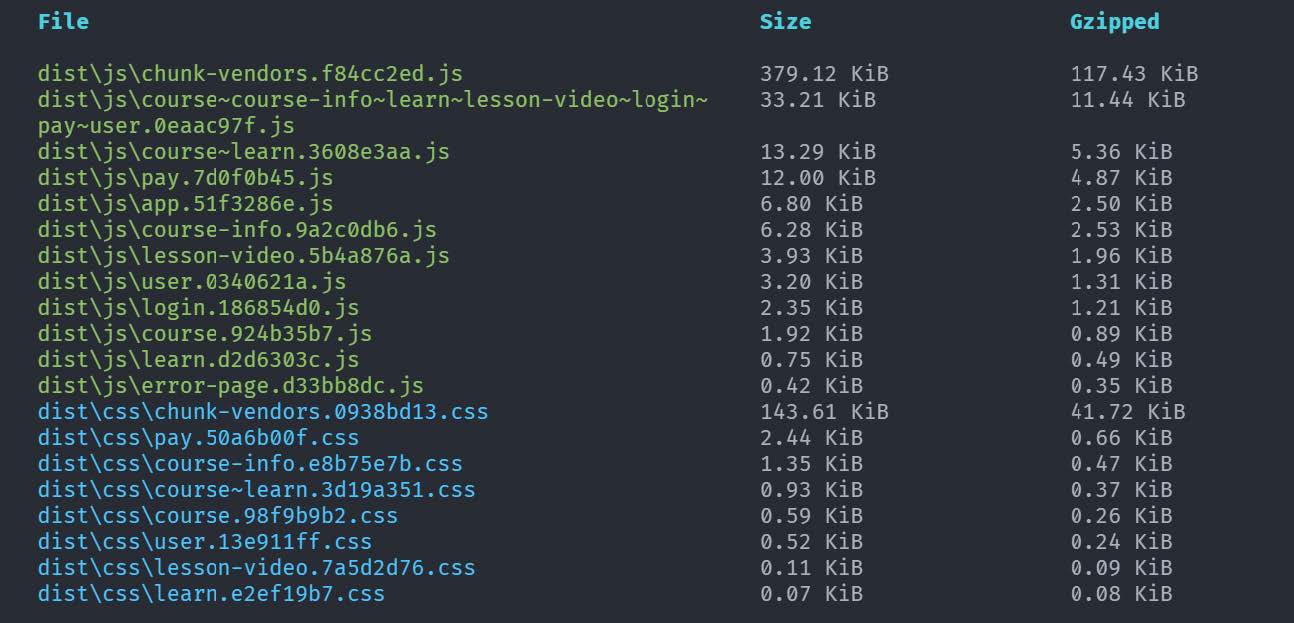 File Size Gzipped
dist\js\chunk-vendors.f84cc2ed.js 379.12 KiB 117.43 KiB
dist\js\course~course-info~learn~lesson-video~login~ 33.21 KiB 11.44 KiB
pay~user.0eaac97f.js
dist\js\course~learn.3608e3aa.js 13.29 KiB 5.36 KiB
dist\js\pay.7d0f0b45.js 12.00 KiB 4.87 KiB
dist\js\app.51f3286e.js 6.80 KiB 2.50 KiB
dist\js\course-info.9a2c0db6.js 6.28 KiB 2.53 KiB
dist\js\lesson-video.5b4a876a.js 3.93 KiB 1.96 KiB
dist\js\user.0340621a.js 3.20 KiB 1.31 KiB
dist\js\login.186854d0.js 2.35 KiB 1.21 KiB
dist\js\course.924b35b7.js 1.92 KiB 0.89 KiB
dist\js\learn.d2d6303c.js 0.75 KiB 0.49 KiB
dist\js\error-page.d33bb8dc.js 0.42 KiB 0.35 KiB
dist\css\chunk-vendors.0938bd13.css 143.61 KiB 41.72 KiB
dist\css\pay.50a6b00f.css 2.44 KiB 0.66 KiB
dist\css\course-info.e8b75e7b.css 1.35 KiB 0.47 KiB
dist\css\course~learn.3d19a351.css 0.93 KiB 0.37 KiB
dist\css\course.98f9b9b2.css 0.59 KiB 0.26 KiB
dist\css\user.13e911ff.css 0.52 KiB 0.24 KiB
dist\css\lesson-video.7a5d2d76.css 0.11 KiB 0.09 KiB
dist\css\learn.e2ef19b7.css 0.07 KiB 0.08 KiB